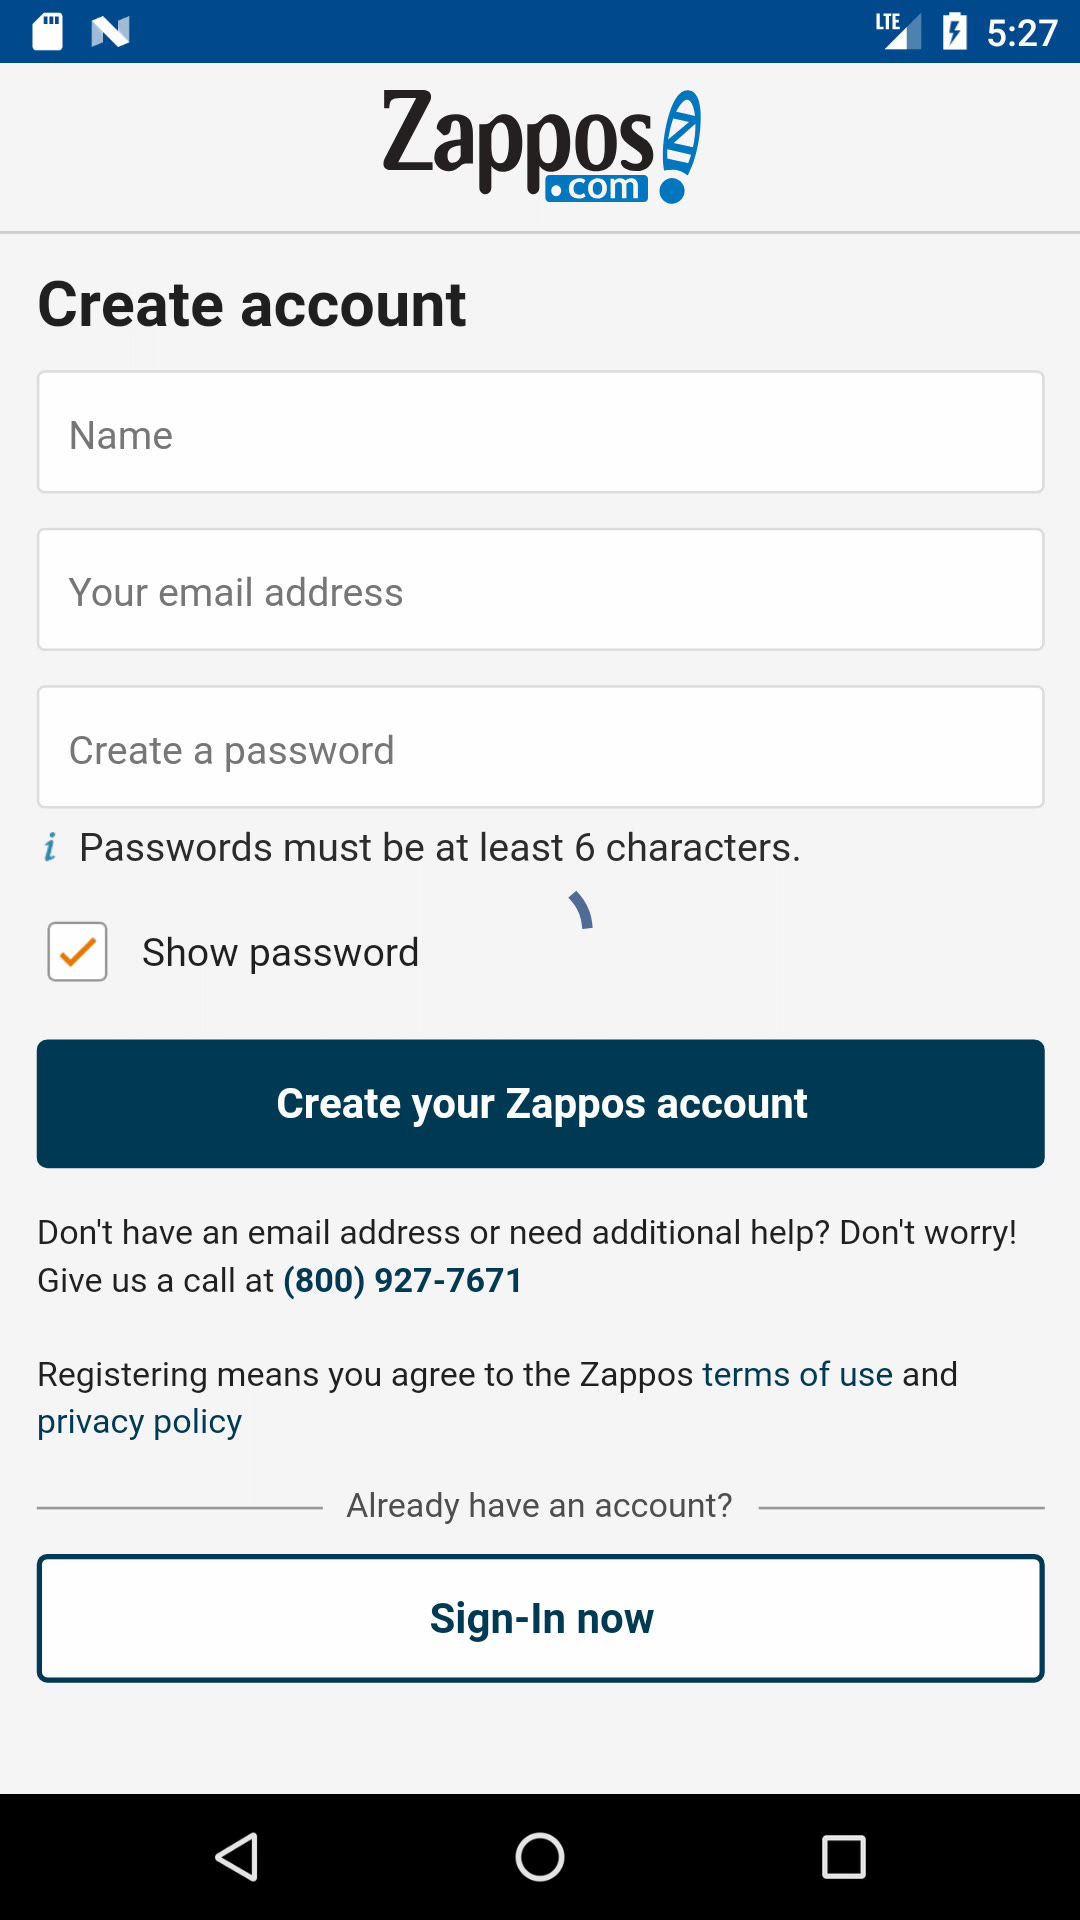 LTE 5:27
Zappos
.com
Create account
Name
Your email address
Create a password
i Passwords must be at least 6 characters.
Show password
Create your Zappos account
Don't have an email address or need additional help? Don't worry!
Give us a call at (800) 927-7671
Registering means you agree to the Zappos terms of use and
privacy policy
Already have an account?
Sign-In now